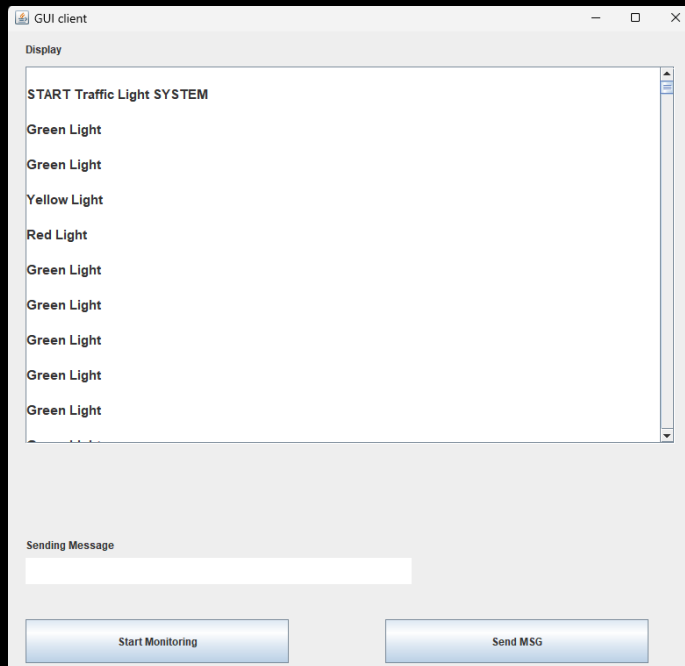 GUI client
Display
START Traffic Light SYSTEM
Green Light
Green Light
Yellow Light
Red Light
Green Light
Green Light
Green Light
Green Light
Green Light
Sending Message
Start Monitoring
Send MSG